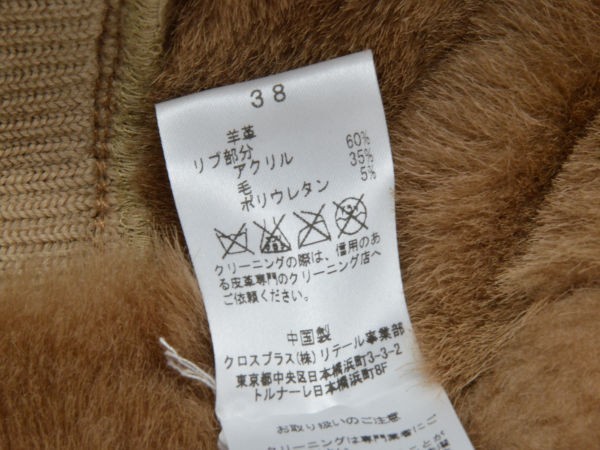 38
羊革
リブ部分
アクリル 60%
毛 35%
ポリウレタン 5%
クリーニングの際は、信用のあ
る皮革専門のクリーニング店へ
ご依頼ください。
中国製
クロスプラス(株)リテール事業部
東京都中央区日本橋浜町3-3-2
トルナーレ日本橋浜町8F
お取り扱いのご注意
クリーニングは専門業者にご